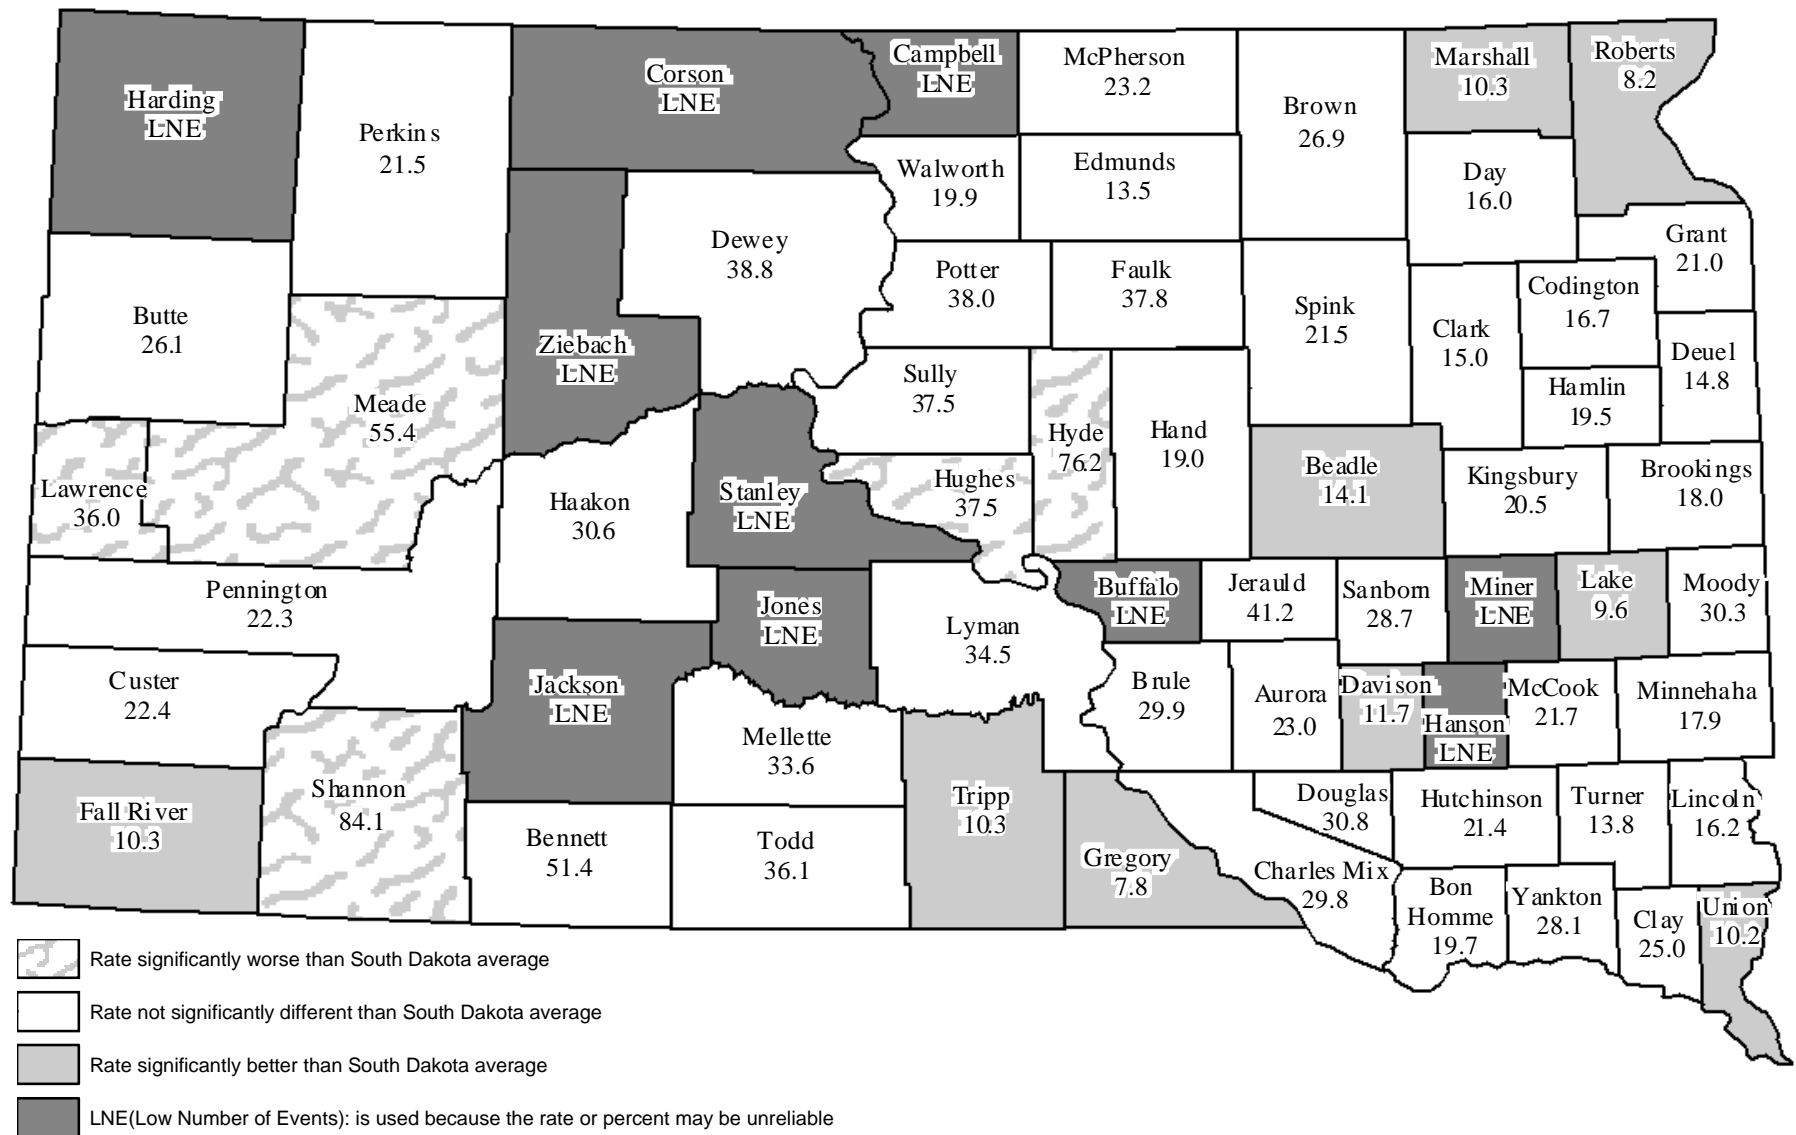 Harding
LNE
Perkins
21.5
Corson
LNE
Campbell
LNE
McPherson
23.2
Brown
26.9
Marshall
10.3
Roberts
8.2
Walworth
19.9
Edmunds
13.5
Day
16.0
Grant
21.0
Butte
26.1
Dewey
38.8
Potter
38.0
Faulk
37.8
Spink
21.5
Clark
15.0
Codington
16.7
Deuel
14.8
Ziebach
LNE
Meade
55.4
Sully
37.5
Hyde
76.2
Hand
19.0
Hamlin
19.5
Lawrence
36.0
Haakon
30.6
Stanley
LNE
Hughes
37.5
Beadle
14.1
Kingsbury
20.5
Brookings
18.0
Pennington
22.3
Jones
LNE
Lyman
34.5
Buffalo
LNE
Jerauld
41.2
Sanborn
28.7
Miner
LNE
Lake
9.6
Moody
30.3
Custer
22.4
Jackson
LNE
Mellette
33.6
Brule
29.9
Aurora
23.0
Davison
11.7
Hanson
LNE
McCook
21.7
Minnehaha
17.9
Fall River
10.3
Shannon
84.1
Bennett
51.4
Todd
36.1
Tripp
10.3
Gregory
7.8
Charles Mix
29.8
Douglas
30.8
Hutchinson
21.4
Turner
13.8
Lincoln
16.2
Bon
Homme
19.7
Yankton
28.1
Clay
25.0
Union
10.2
Rate significantly worse than South Dakota average
Rate not significantly different than South Dakota average
Rate significantly better than South Dakota average
LNE(Low Number of Events): is used because the rate or percent may be unreliable